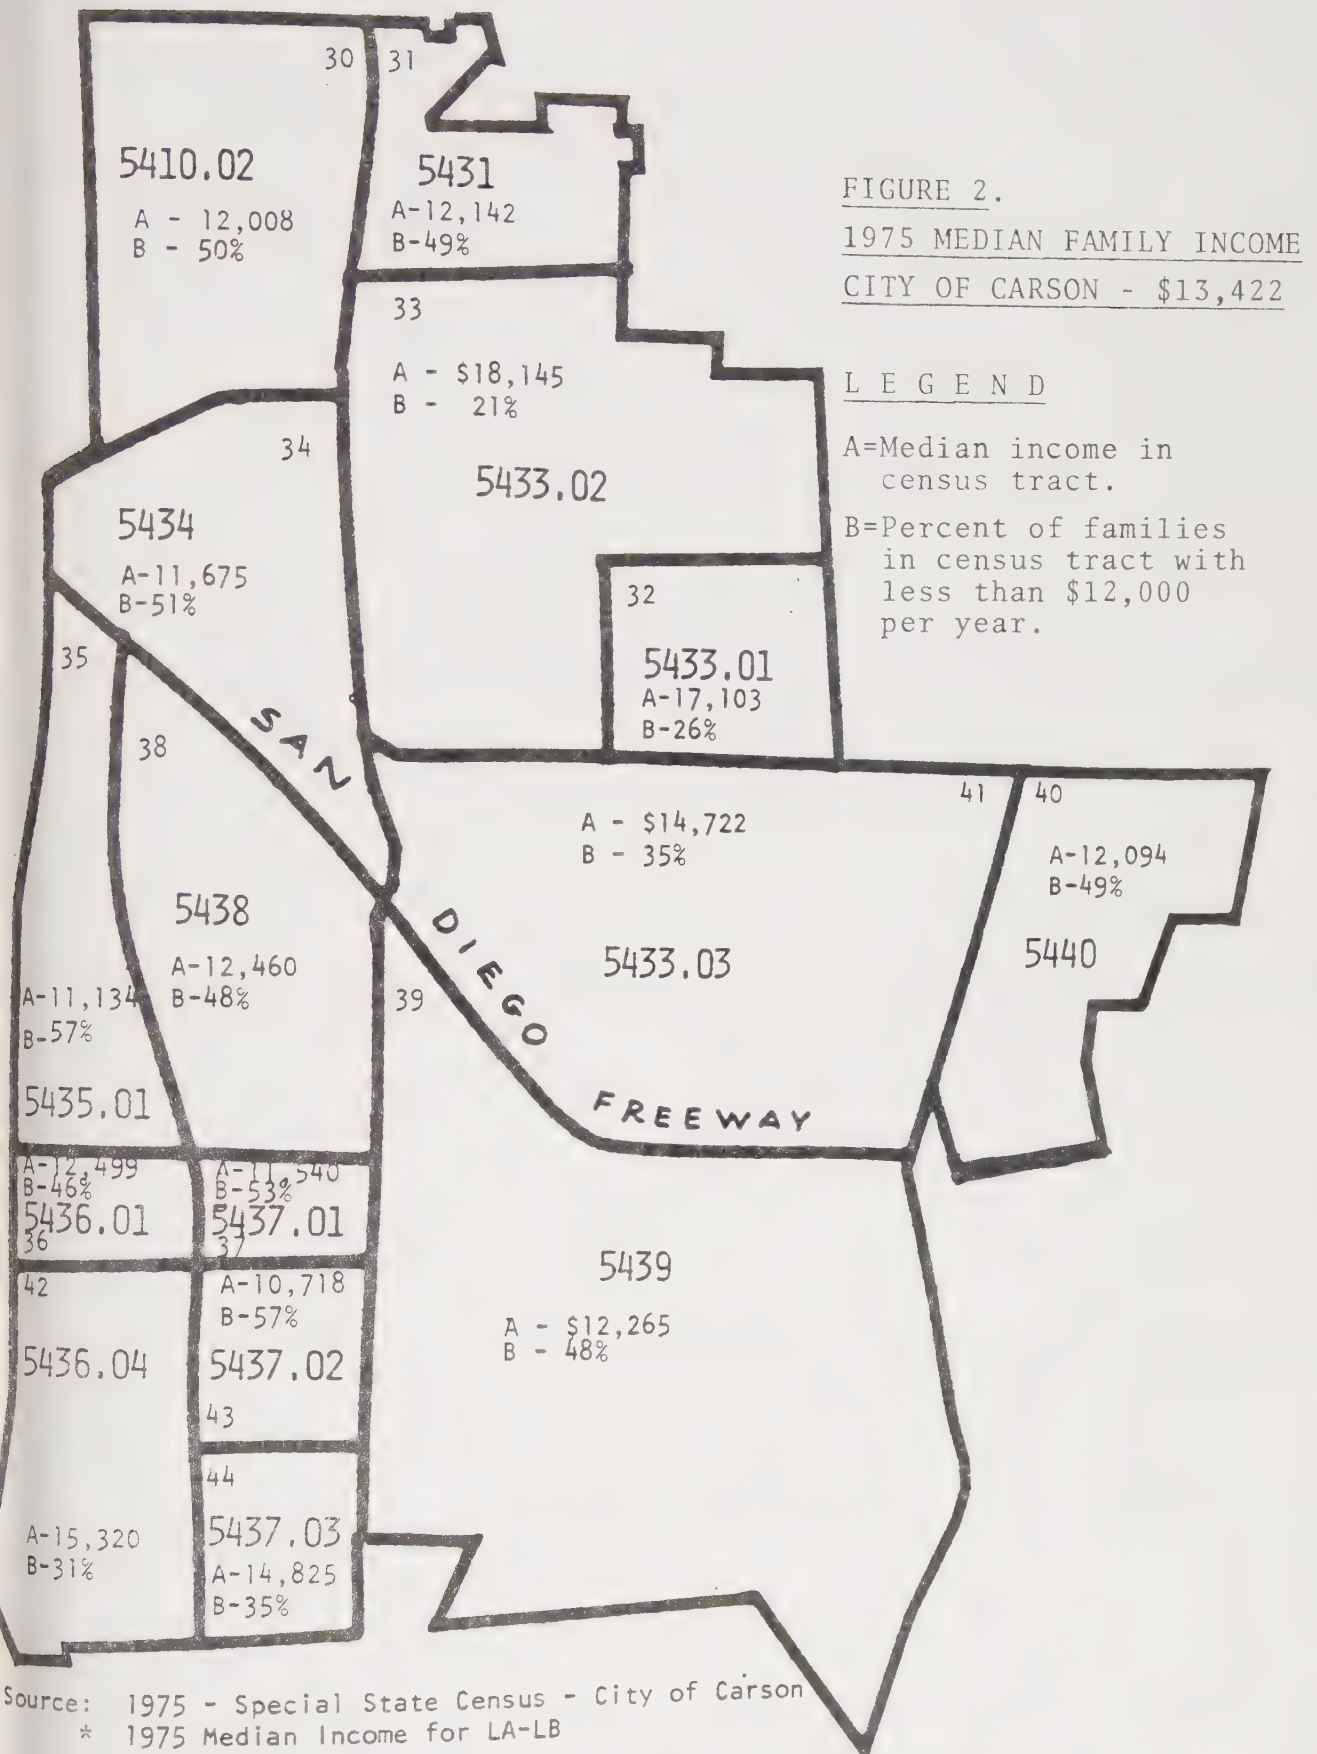 30
31
5410.02
A - 12,008
B - 50%
5431
A-12,142
B-49%
FIGURE 2.
1975 MEDIAN FAMILY INCOME
CITY OF CARSON - $13,422
33
A - $18,145
B - 21%
5433.02
LEGEND
A=Median income in
census tract.
B=Percent of families
in census tract with
less than $12,000
per year.
34
5434
A-11,675
B-51%
32
5433.01
A-17,103
B-26%
35
38
SAN
DIEGO
FREEWAY
41
40
A - $14,722
B - 35%
5433.03
A-12,094
B-49%
5440
5438
A-12,460
B-48%
A-11,134
B-57%
5435.01
39
A-12,499
B-46%
5436.01
36
A-11,540
B-53%
5437.01
37
5439
A - $12,265
B - 48%
42
5436.04
A-15,320
B-31%
A-10,718
B-57%
5437.02
43
44
5437.03
A-14,825
B-35%
Source: 1975 - Special State Census - City of Carson
* 1975 Median Income for LA-LB